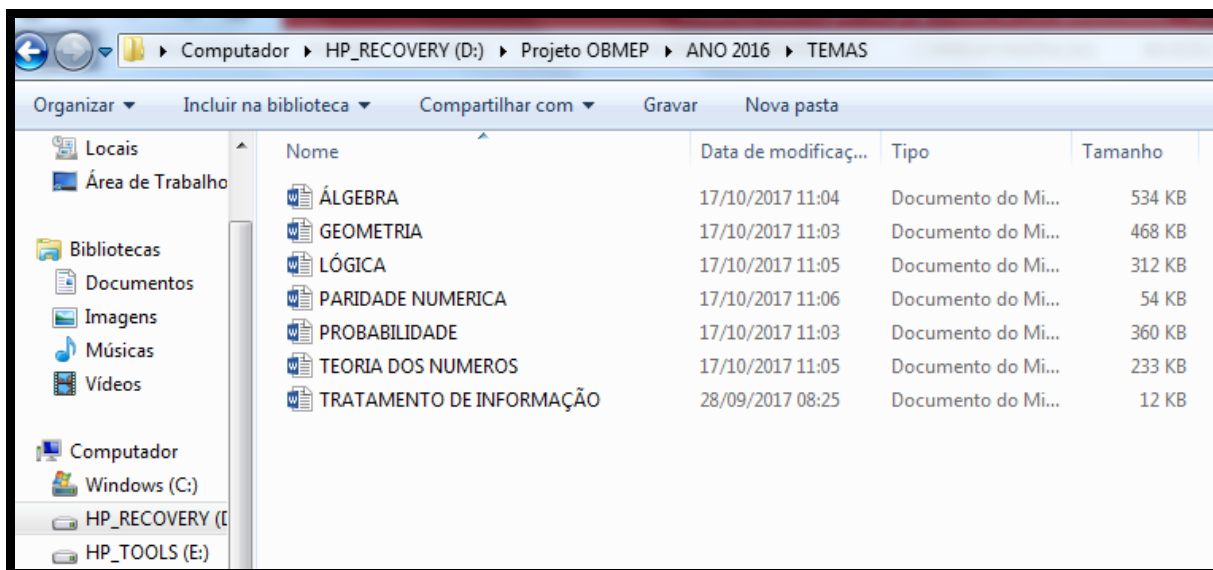 Computador ▸ HP_RECOVERY (D:) ▸ Projeto OBMEP ▸ ANO 2016 ▸ TEMAS
Organizar Incluir na biblioteca Compartilhar com Gravar Nova pasta
Locais
Área de Trabalho
Bibliotecas
Documentos
Imagens
Músicas
Vídeos
Computador
Windows (C:)
HP_RECOVERY (D
HP_TOOLS (E:)
Nome Data de modificaç... Tipo Tamanho
ÁLGEBRA 17/10/2017 11:04 Documento do Mi... 534 KB
GEOMETRIA 17/10/2017 11:03 Documento do Mi... 468 KB
LÓGICA 17/10/2017 11:05 Documento do Mi... 312 KB
PARIDADE NUMERICA 17/10/2017 11:06 Documento do Mi... 54 KB
PROBABILIDADE 17/10/2017 11:03 Documento do Mi... 360 KB
TEORIA DOS NUMEROS 17/10/2017 11:05 Documento do Mi... 233 KB
TRATAMENTO DE INFORMAÇÃO 28/09/2017 08:25 Documento do Mi... 12 KB